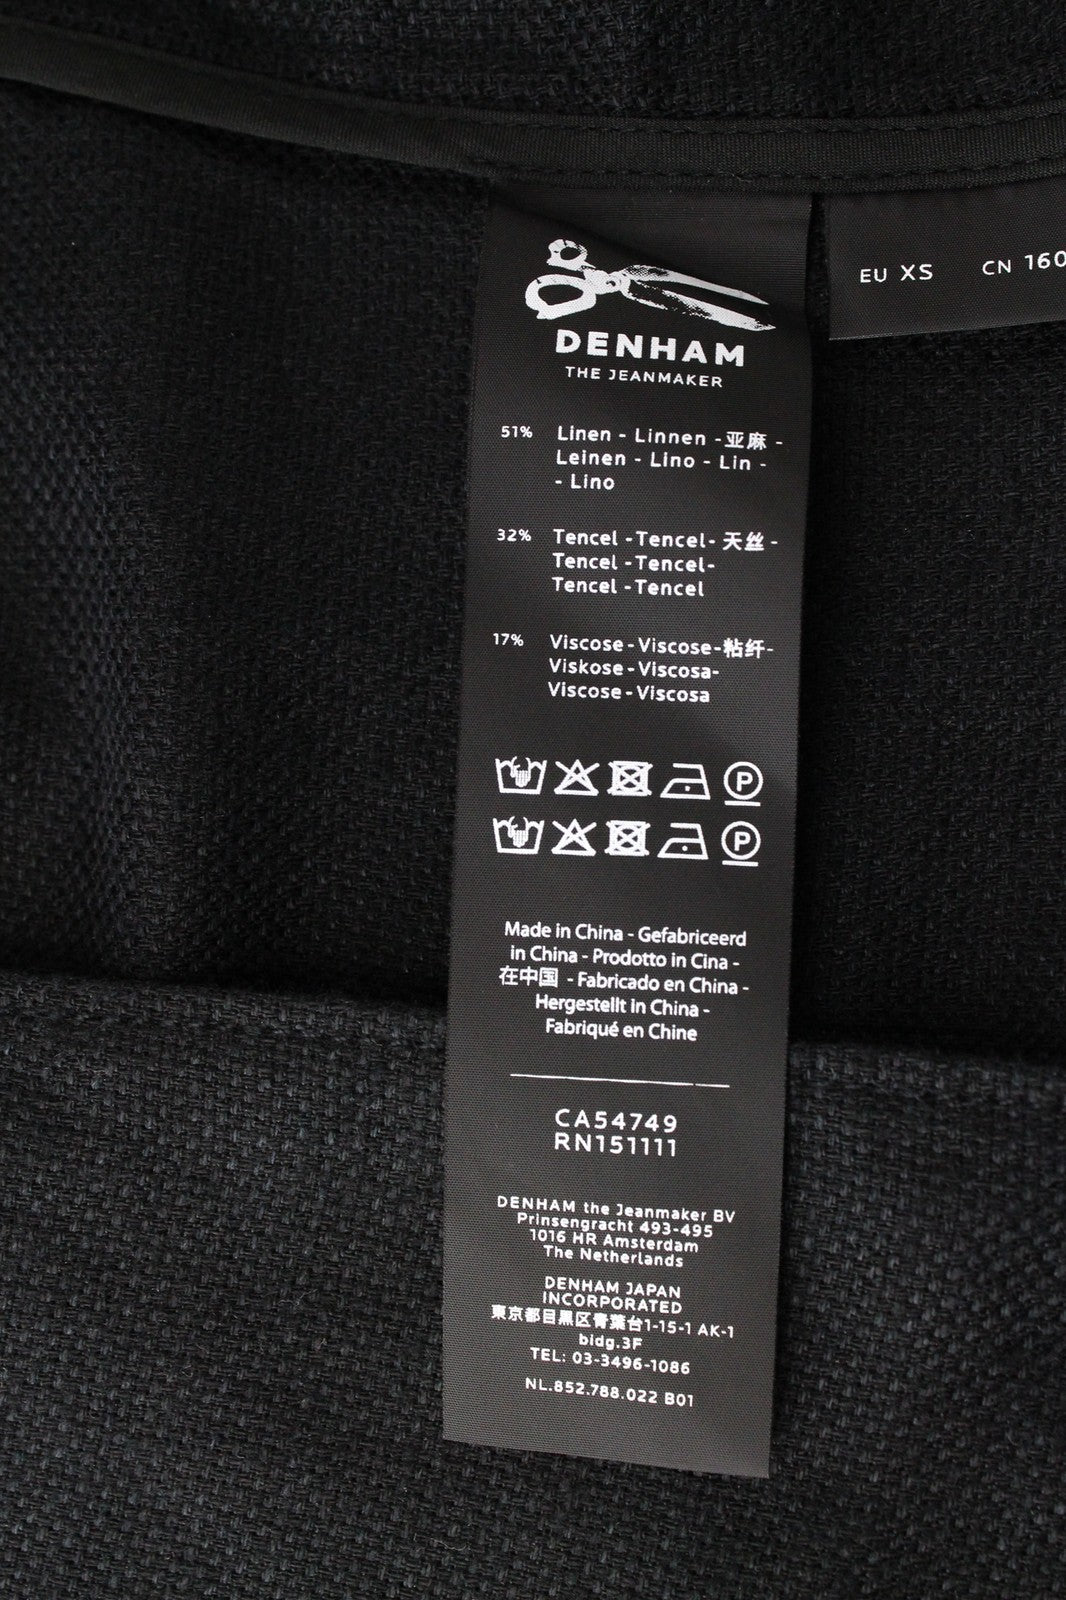 EU XS CN 160
DENHAM
THE JEANMAKER
51% Linen - Linnen -亚麻 -
Leinen - Lino - Lin -
- Lino
32% Tencel -Tencel- 天丝 -
Tencel -Tencel-
Tencel -Tencel
17% Viscose-Viscose-粘纤-
Viskose-Viscosa-
Viscose-Viscosa
P
P
Made in China - Gefabriceerd
in China - Prodotto in Cina -
在中国 - Fabricado en China -
Hergestellt in China -
Fabriqué en Chine
CA54749
RN151111
DENHAM the Jeanmaker BV
Prinsengracht 493-495
1016 HR Amsterdam
The Netherlands
DENHAM JAPAN
INCORPORATED
東京都目黒区青葉台1-15-1 AK-1
bidg.3F
TEL: 03-3496-1086
NL.852.788.022 B01